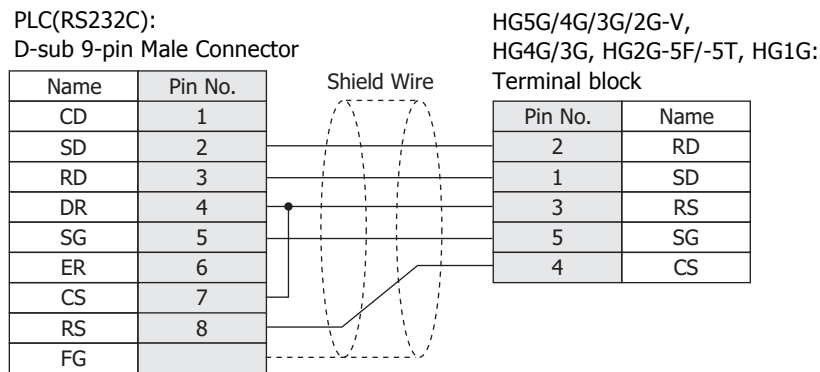 PLC(RS232C):
D-sub 9-pin Male Connector
HG5G/4G/3G/2G-V,
HG4G/3G, HG2G-5F/-5T, HG1G:
Terminal block
Shield Wire
Name Pin No.
CD 1
SD 2
RD 3
DR 4
SG 5
ER 6
CS 7
RS 8
FG
Pin No. Name
2 RD
1 SD
3 RS
5 SG
4 CS